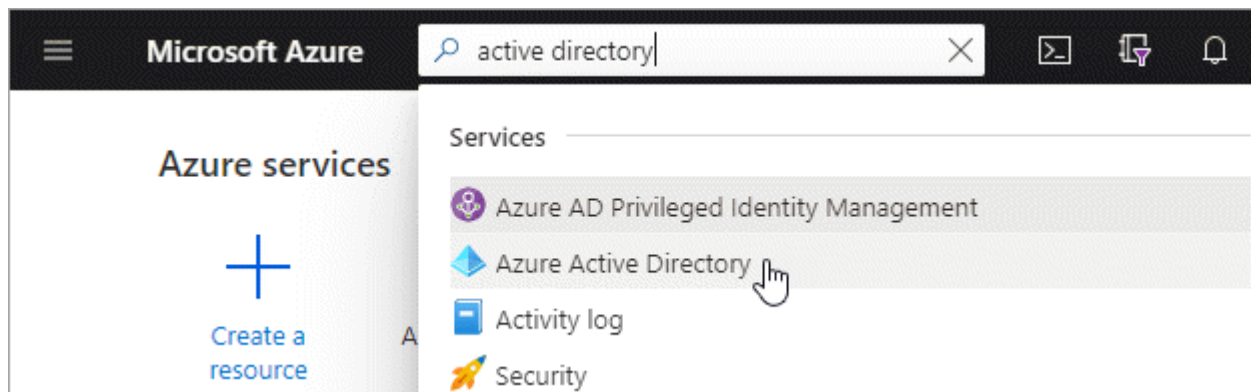 Microsoft Azure
active directory
Azure services
Create a
resource
A
Services
Azure AD Privileged Identity Management
Azure Active Directory
Activity log
Security